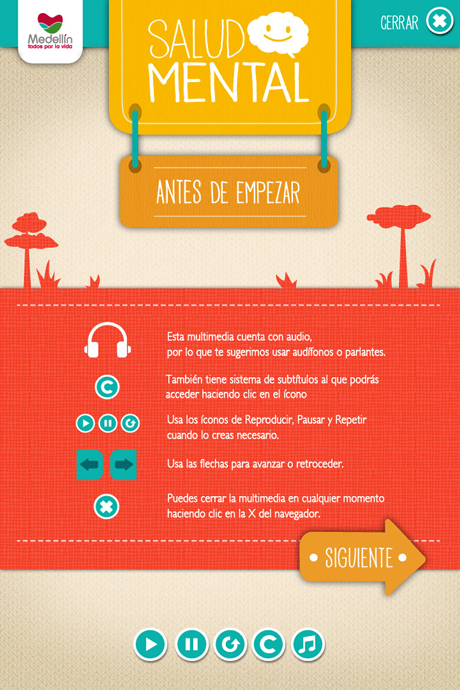 Medellín
todos por la vida
SALUD
MENTAL
CERRAR
ANTES DE EMPEZAR
Esta multimedia cuenta con audio,
por lo que te sugerimos usar audífonos o parlantes.
C
También tiene sistema de subtítulos al que podrás
acceder haciendo clic en el ícono
Usa los íconos de Reproducir, Pausar y Repetir
cuando lo creas necesario.
Usa las flechas para avanzar o retroceder.
Puedes cerrar la multimedia en cualquier momento
haciendo clic en la X del navegador.
• SIGUIENTE •
C